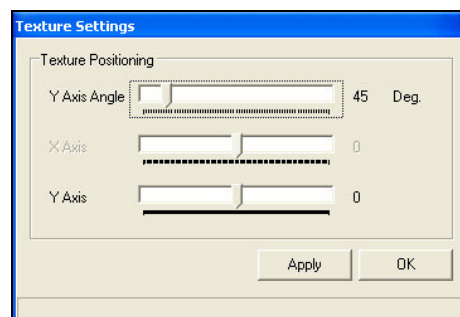 Texture Settings
Texture Positioning
Y Axis Angle 45 Deg.
X Axis 0
Y Axis 0
Apply OK